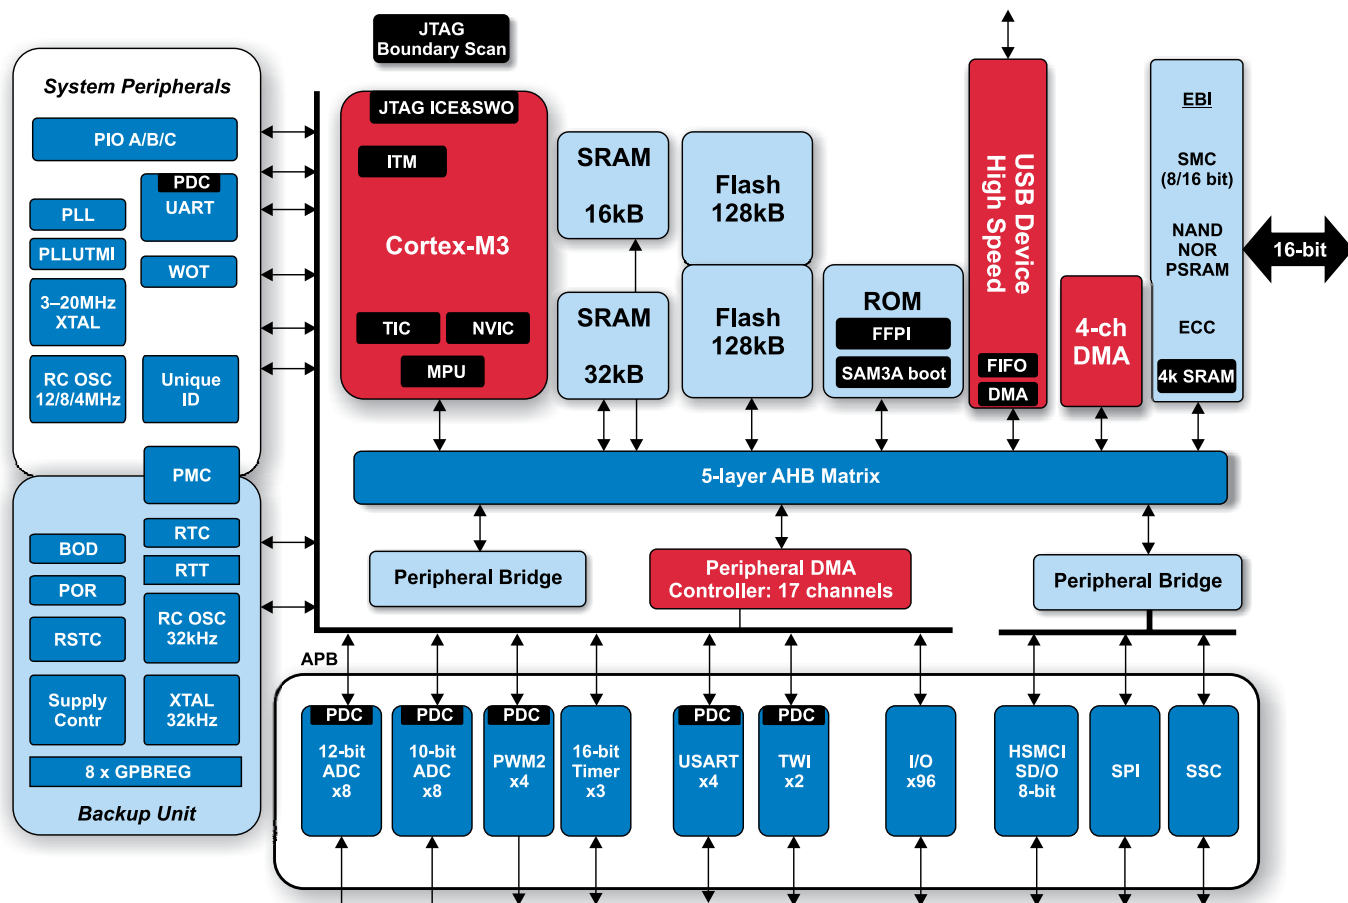 JTAG
Boundary Scan
System Peripherals
PIO A/B/C
PDC
UART
PLL
PLLUTMI
WOT
3–20MHz
XTAL
RC OSC
12/8/4MHz
Unique
ID
PMC
RTC
BOD
RTT
POR
RC OSC
32kHz
RSTC
Supply
Contr
XTAL
32kHz
8 x GPBREG
Backup Unit
JTAG ICE&SWO
ITM
Cortex-M3
TIC
NVIC
MPU
SRAM
16kB
SRAM
32kB
Flash
128kB
Flash
128kB
ROM
FFPI
SAM3A boot
USB Device
High Speed
FIFO
DMA
4-ch
DMA
EBI
SMC
(8/16 bit)
NAND
NOR
PSRAM
ECC
4k SRAM
16-bit
5-layer AHB Matrix
Peripheral Bridge
Peripheral DMA
Controller: 17 channels
Peripheral Bridge
APB
PDC
12-bit
ADC
x8
PDC
10-bit
ADC
x8
PDC
PWM2
x4
16-bit
Timer
x3
PDC
USART
x4
PDC
TWI
x2
I/O
x96
HSMCI
SD/O
8-bit
SPI
SSC